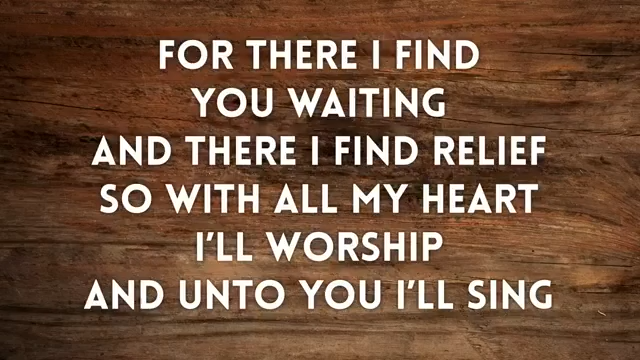 FOR THERE I FIND
YOU WAITING
AND THERE I FIND RELIEF
SO WITH ALL MY HEART
I'LL WORSHIP
AND UNTO YOU I'LL SING